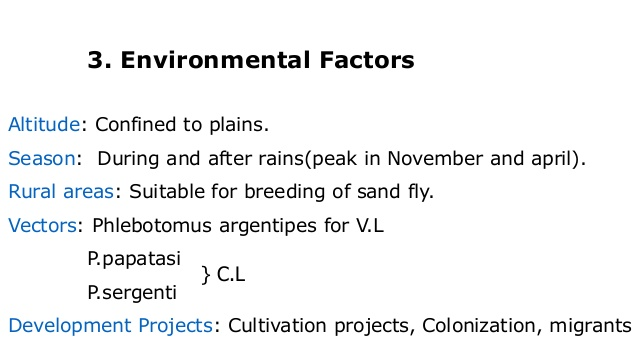 3. Environmental Factors
Altitude: Confined to plains.
Season:  During and after rains(peak in November and april).
Rural areas: Suitable for breeding of sand fly.
Vectors: Phlebotomus argentipes for V.L
P.papatasi
} C.L
P.sergenti
Development Projects: Cultivation projects, Colonization, migrants